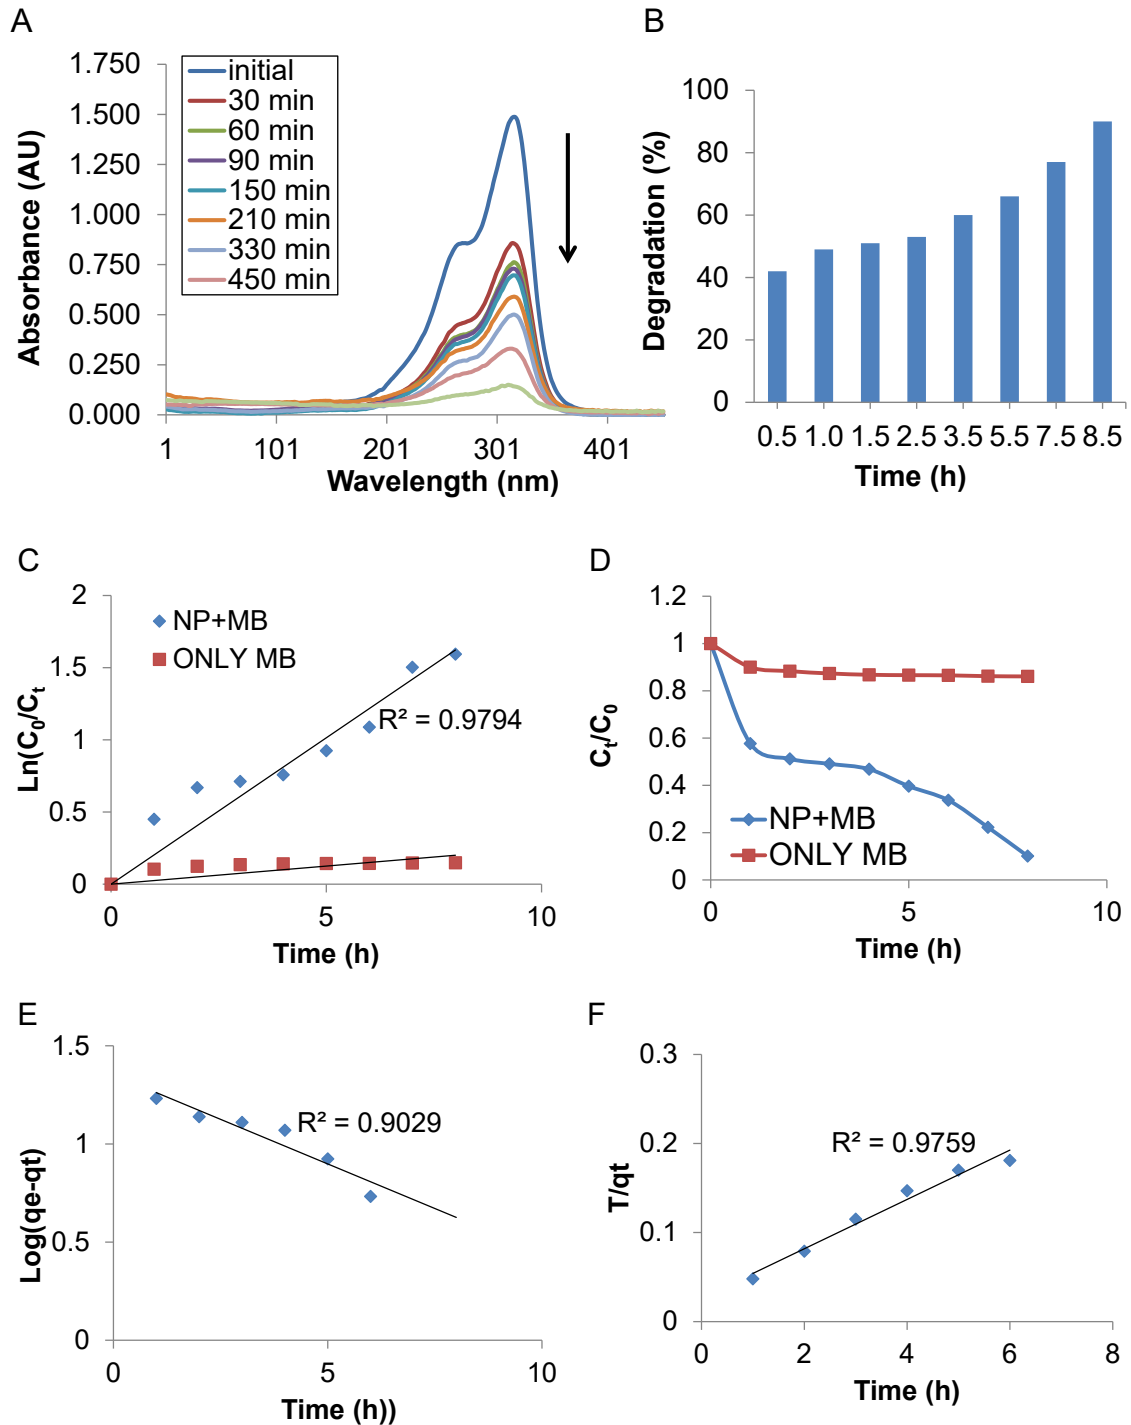 A
Absorbance (AU)
1.750
1.500
1.250
1.000
0.750
0.500
0.250
0.000
initial
30 min
60 min
90 min
150 min
210 min
330 min
450 min
1 101 201 301 401
Wavelength (nm)
B
Degradation (%)
100
80
60
40
20
0
0.5 1.0 1.5 2.5 3.5 5.5 7.5 8.5
Time (h)
C
Ln(C₀/Cₜ)
2
1.5
1
0.5
0
NP+MB
ONLY MB
R² = 0.9794
0 5 10
Time (h)
D
Cₜ/C₀
1.2
1
0.8
0.6
0.4
0.2
0
NP+MB
ONLY MB
0 5 10
Time (h)
E
Log(qe-qt)
1.5
1
0.5
0
R² = 0.9029
0 5 10
Time (h))
F
T/qt
0.3
0.2
0.1
0
R² = 0.9759
0 2 4 6 8
Time (h)